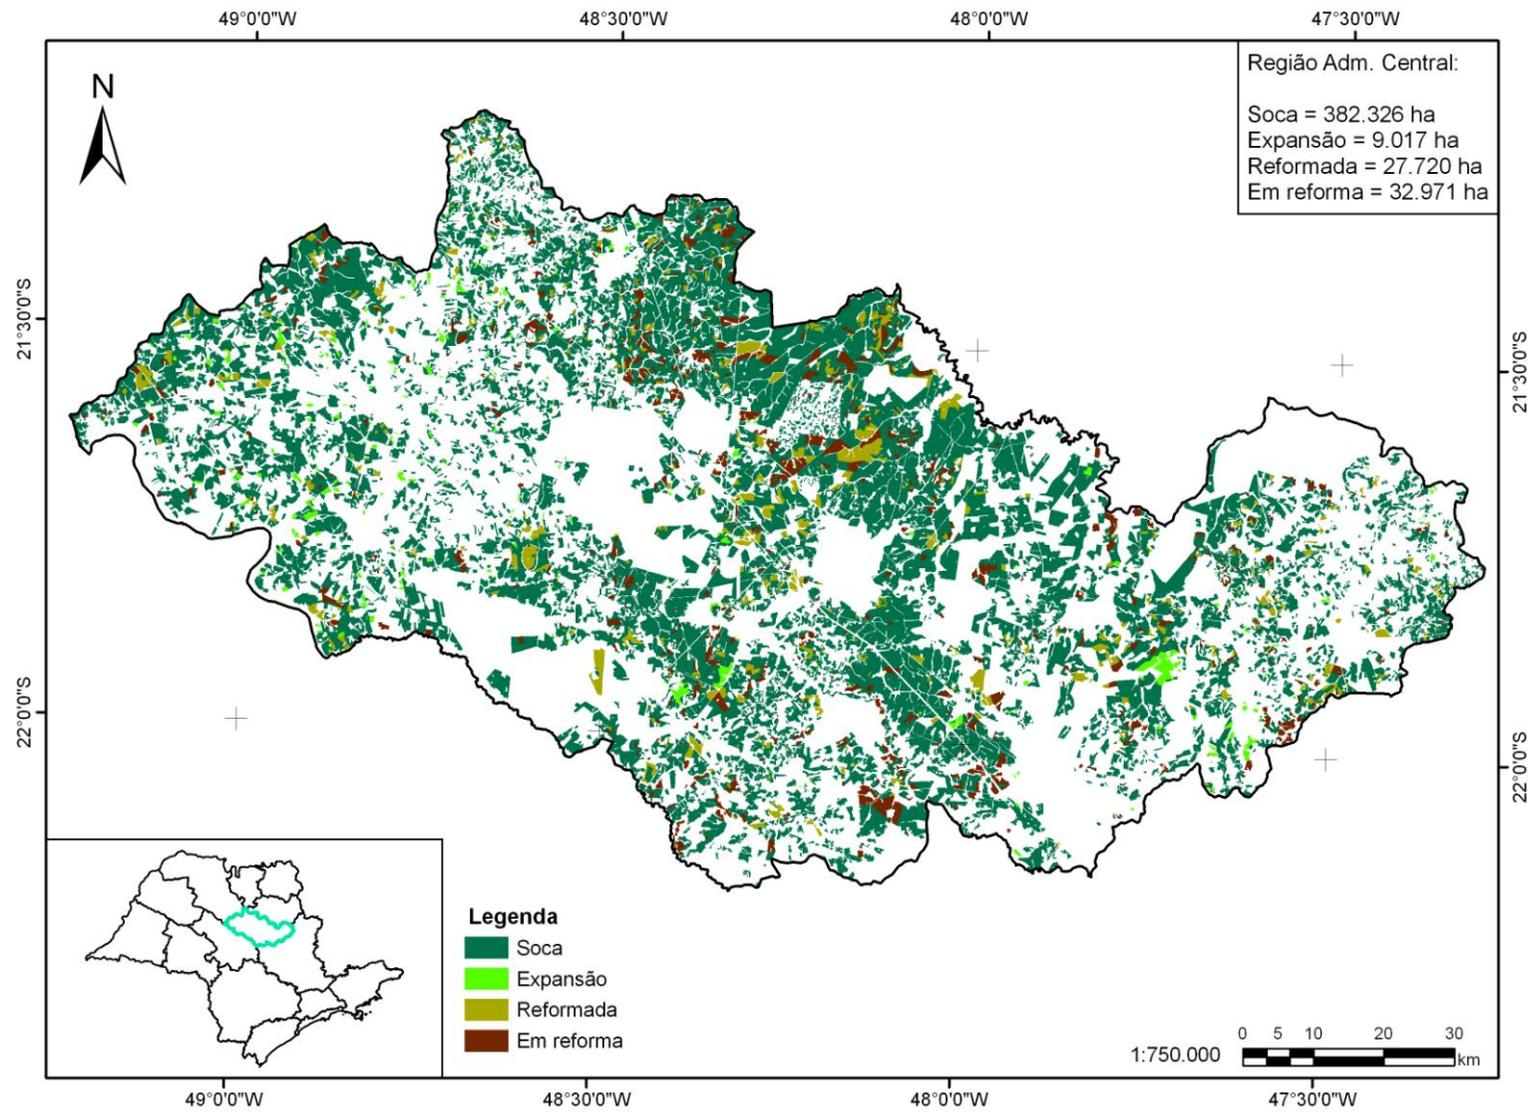 49°0'0"W 48°30'0"W 48°0'0"W 47°30'0"W
N
Região Adm. Central:
Soca = 382.326 ha
Expansão = 9.017 ha
Reformada = 27.720 ha
Em reforma = 32.971 ha
21°30'0"S
21°30'0"S
22°0'0"S
22°0'0"S
Legenda
Soca
Expansão
Reformada
Em reforma
1:750.000
0 5 10 20 30
km
49°0'0"W 48°30'0"W 48°0'0"W 47°30'0"W